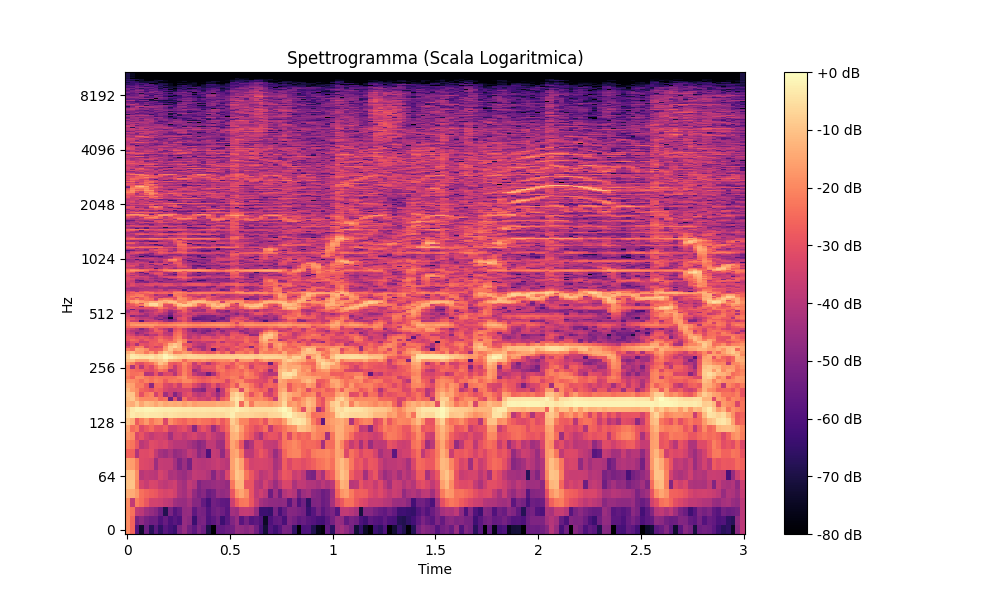 Spettrogramma (Scala Logaritmica)
Hz
8192
4096
2048
1024
512
256
128
64
0
0 0.5 1 1.5 2 2.5 3
Time
+0 dB
-10 dB
-20 dB
-30 dB
-40 dB
-50 dB
-60 dB
-70 dB
-80 dB